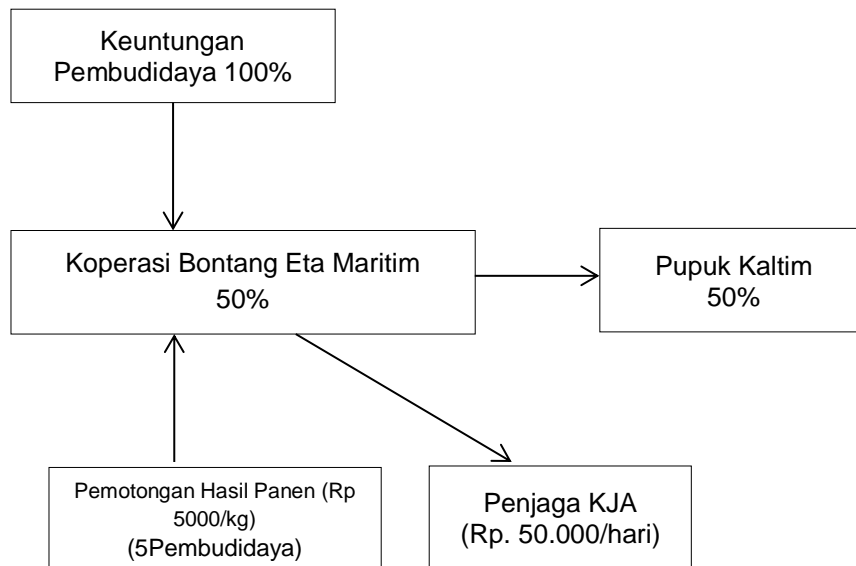 Keuntungan
Pembudidaya 100%
Koperasi Bontang Eta Maritim
50%
Pupuk Kaltim
50%
Pemotongan Hasil Panen (Rp
5000/kg)
(5Pembudidaya)
Penjaga KJA
(Rp. 50.000/hari)